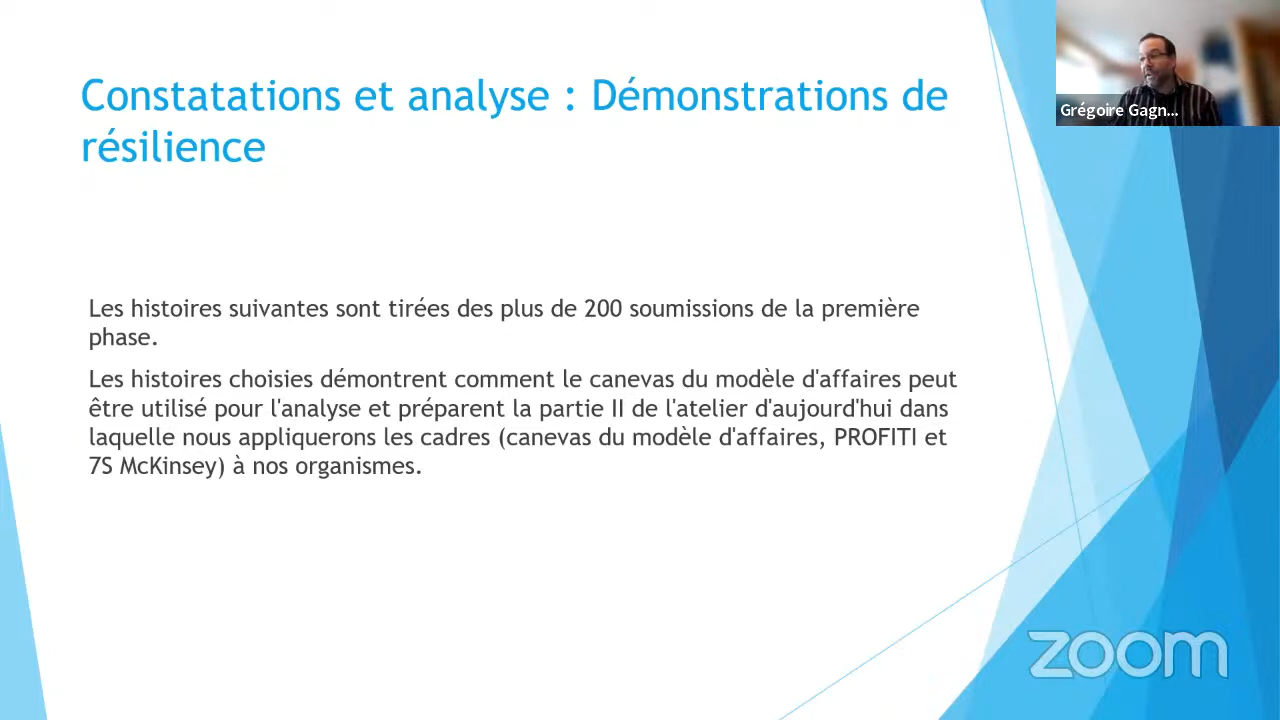 Constatations et analyse : Démonstrations de
résilience
Grégoire Gagn...
Les histoires suivantes sont tirées des plus de 200 soumissions de la première
phase.
Les histoires choisies démontrent comment le canevas du modèle d'affaires peut
être utilisé pour l'analyse et préparent la partie II de l'atelier d'aujourd'hui dans
laquelle nous appliquerons les cadres (canevas du modèle d'affaires, PROFITI et
7S McKinsey) à nos organismes.
zoom